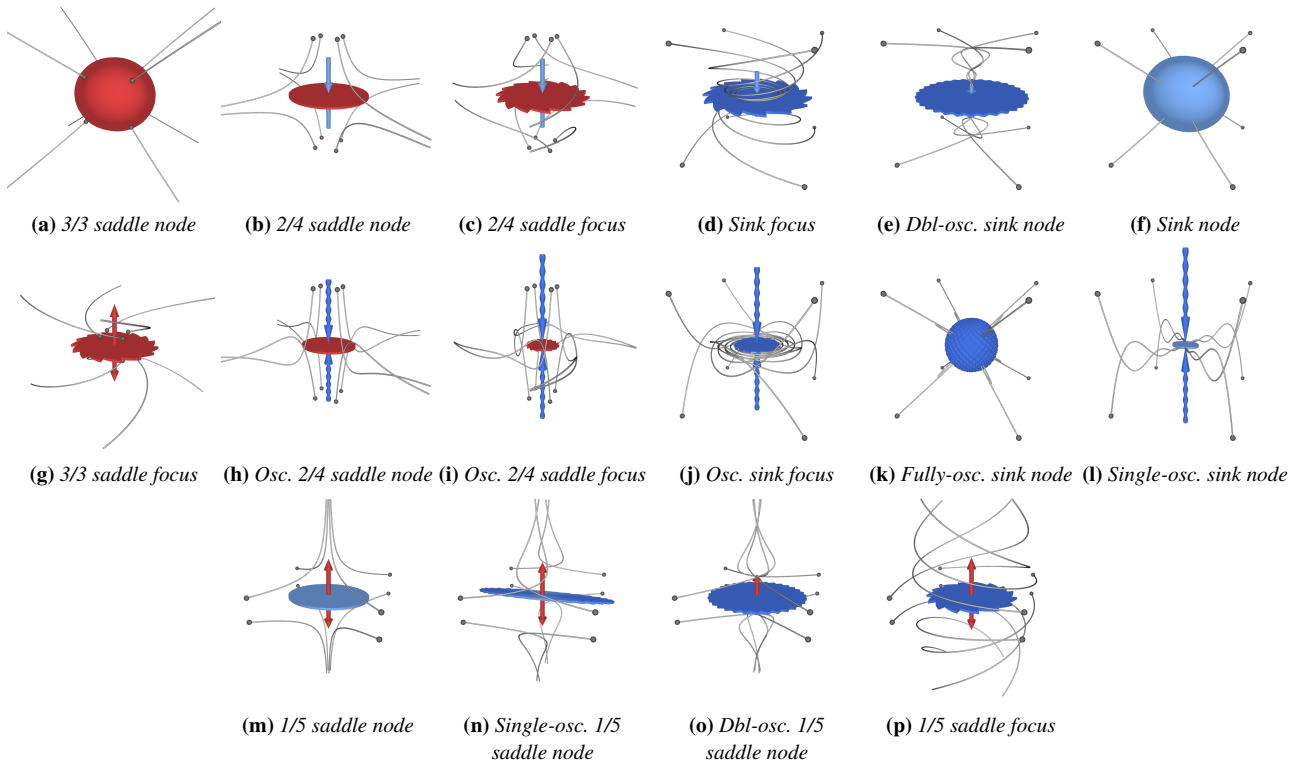 (a) 3/3 saddle node
(b) 2/4 saddle node
(c) 2/4 saddle focus
(d) Sink focus
(e) Dbl-osc. sink node
(f) Sink node
(g) 3/3 saddle focus
(h) Osc. 2/4 saddle node
(i) Osc. 2/4 saddle focus
(j) Osc. sink focus
(k) Fully-osc. sink node
(l) Single-osc. sink node
(m) 1/5 saddle node
(n) Single-osc. 1/5
saddle node
(o) Dbl-osc. 1/5
saddle node
(p) 1/5 saddle focus